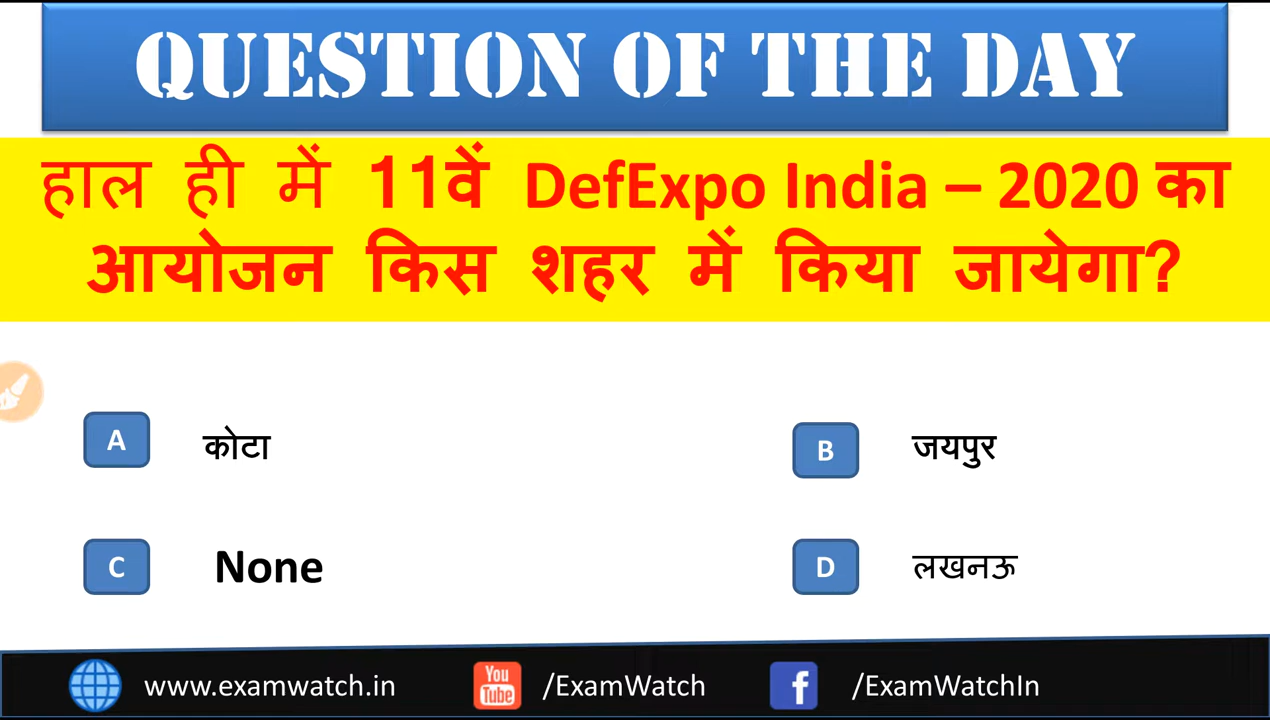 QUESTION OF THE DAY
हाल ही में 11वें DefExpo India – 2020 का
आयोजन किस शहर में किया जायेगा?
A कोटा
B जयपुर
C None
D लखनऊ
www.examwatch.in You Tube /ExamWatch f /ExamWatchIn